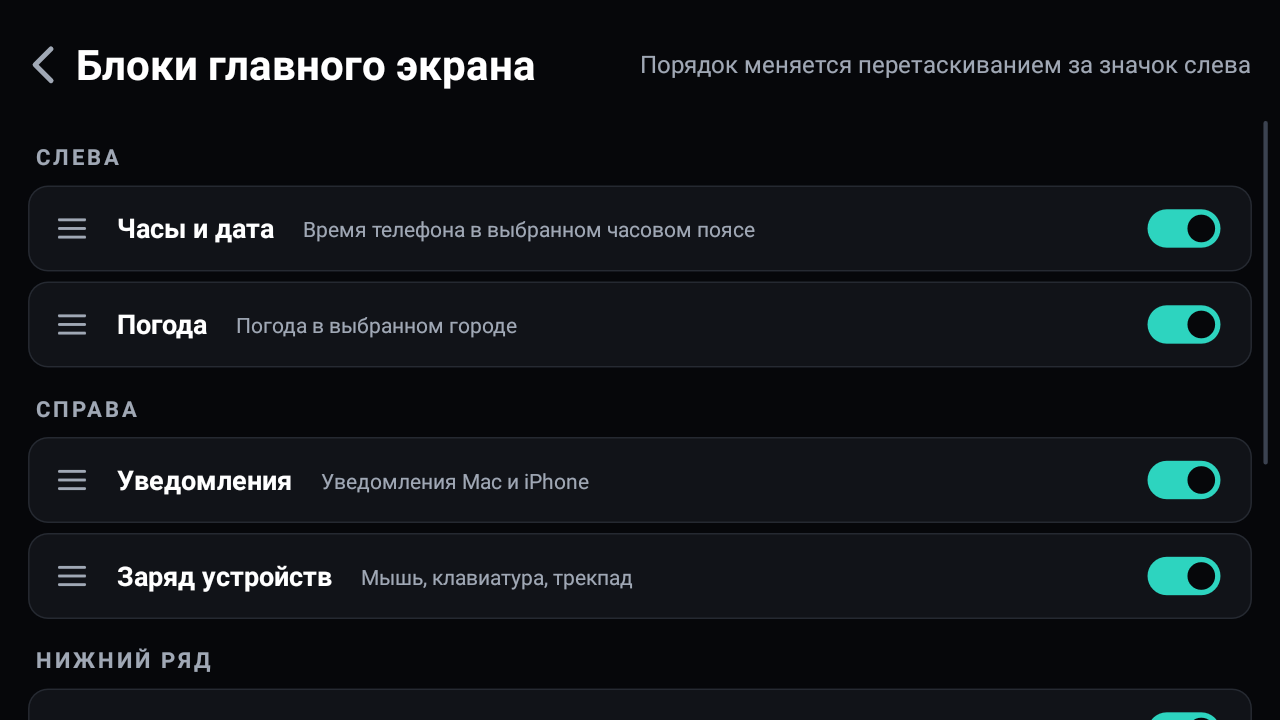 Блоки главного экрана
Порядок меняется перетаскиванием за значок слева
СЛЕВА
Часы и дата Время телефона в выбранном часовом поясе
Погода Погода в выбранном городе
СПРАВА
Уведомления Уведомления Mac и iPhone
Заряд устройств Мышь, клавиатура, трекпад
НИЖНИЙ РЯД